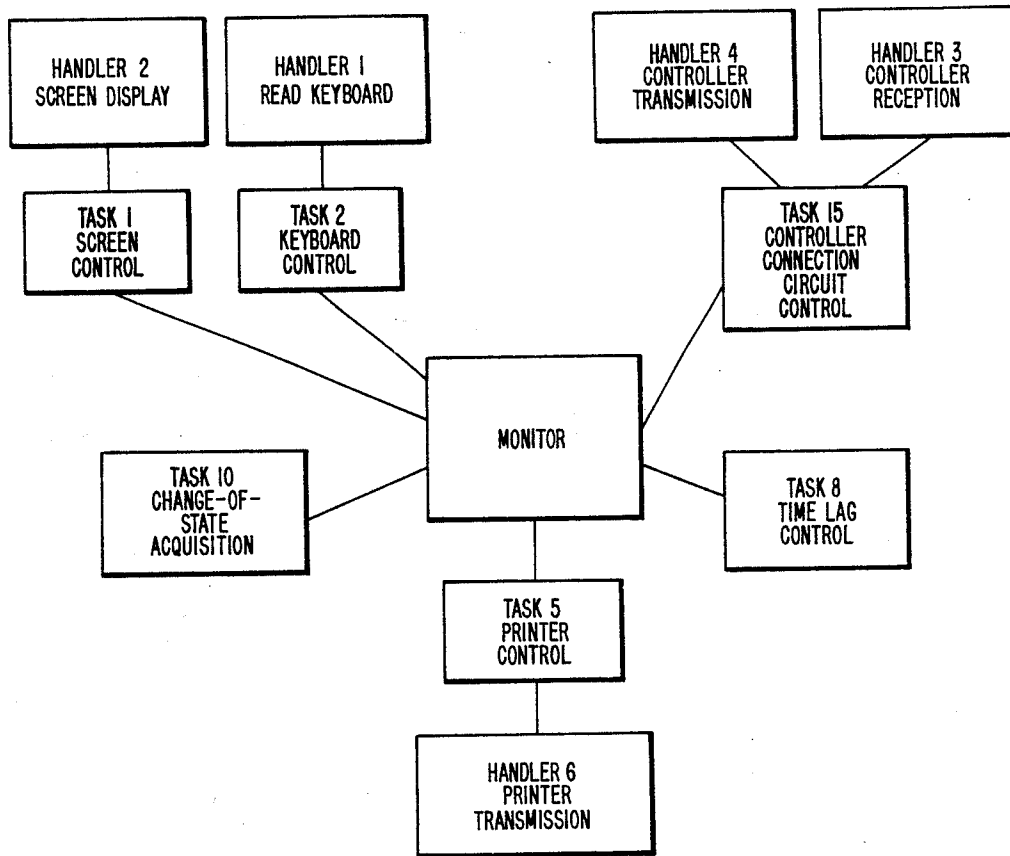 HANDLER 2
SCREEN DISPLAY
HANDLER 1
READ KEYBOARD
HANDLER 4
CONTROLLER
TRANSMISSION
HANDLER 3
CONTROLLER
RECEPTION
TASK 1
SCREEN
CONTROL
TASK 2
KEYBOARD
CONTROL
TASK 15
CONTROLLER
CONNECTION
CIRCUIT
CONTROL
MONITOR
TASK 10
CHANGE-OF-
STATE
ACQUISITION
TASK 8
TIME LAG
CONTROL
TASK 5
PRINTER
CONTROL
HANDLER 6
PRINTER
TRANSMISSION